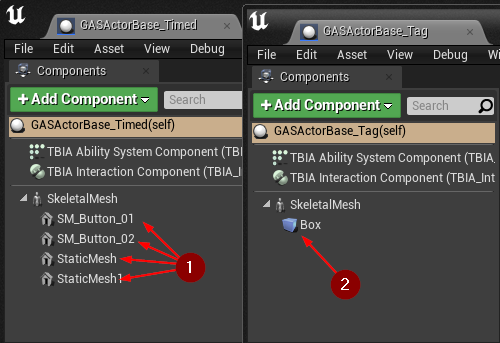 GASActorBase_Timed
File Edit Asset View Debug
Components
+ Add Component Search
GASActorBase_Timed(self)
TBIA Ability System Component (TBIA
TBIA Interaction Component (TBIA_I
SkeletalMesh
SM_Button_01
SM_Button_02
StaticMesh
StaticMesh1
1
GASActorBase_Tag
File Edit Asset View Debug Wi
Components
+ Add Component Search
GASActorBase_Tag(self)
TBIA Ability System Component (TBI
TBIA Interaction Component (TBIA_Int
SkeletalMesh
Box
2